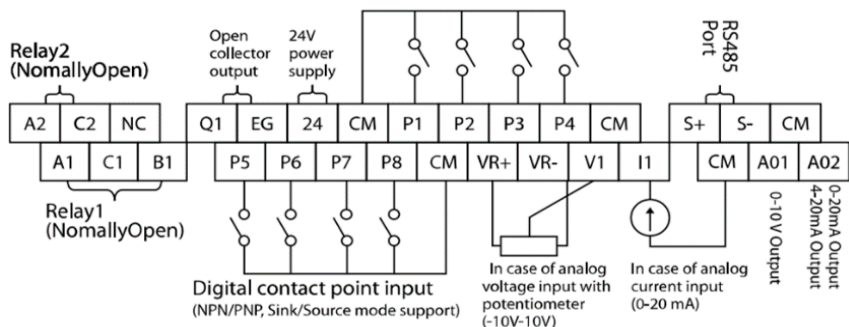 Relay2
(NomallyOpen)
Open
collector
output
24V
power
supply
RS485
Port
A2 C2 NC Q1 EG 24 CM P1 P2 P3 P4 CM S+ S- CM
A1 C1 B1 P5 P6 P7 P8 CM VR+ VR- V1 I1 CM A01 A02
Relay1
(NomallyOpen)
Digital contact point input
(NPN/PNP, Sink/Source mode support)
In case of analog
voltage input with
potentiometer
(-10V-10V)
In case of analog
current input
(0-20 mA)
0-10 V Output
0-20mA Output
4-20mA Output